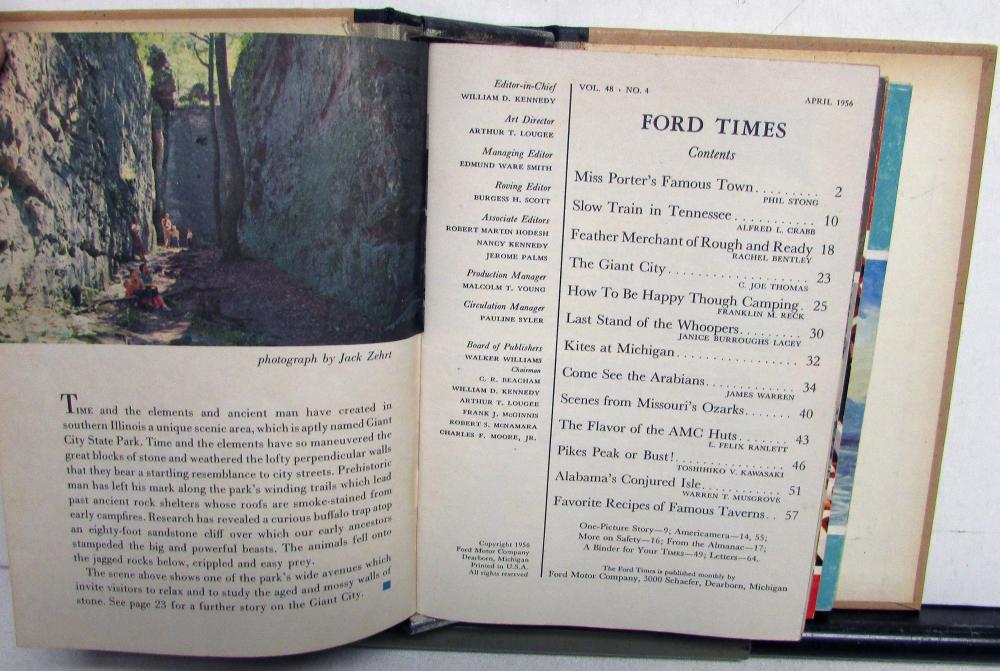 photograph by Jack Zehrt
TIME and the elements and ancient man have created in
southern Illinois a unique scenic area, which is aptly named Giant
City State Park. Time and the elements have so maneuvered the
great blocks of stone and weathered the lofty perpendicular walls
that they bear a startling resemblance to city streets. Prehistoric
man has left his mark along the park's winding trails which lead
past ancient rock shelters whose roofs are smoke-stained from
early campfires. Research has revealed a curious buffalo trap atop
an eighty-foot sandstone cliff over which our early ancestors
stampeded the big and powerful beasts. The animals fell onto
the jagged rocks below, crippled and easy prey.
The scene above shows one of the park's wide avenues which
invite visitors to relax and to study the aged and mossy walls of
stone. See page 23 for a further story on the Giant City.
Editor-in-Chief
WILLIAM D. KENNEDY
Art Director
ARTHUR T. LOUGEE
Managing Editor
EDMUND WARE SMITH
Roving Editor
BURGESS H. SCOTT
Associate Editors
ROBERT MARTIN HODESH
NANCY KENNEDY
JEROME PALMS
Production Manager
MALCOLM T. YOUNG
Circulation Manager
PAULINE SYLER
Board of Publishers
WALKER WILLIAMS
Chairman
C. R. BEACHAM
WILLIAM D. KENNEDY
ARTHUR T. LOUGEE
FRANK J. McGINNIS
ROBERT S. McNAMARA
CHARLES F. MOORE, JR.
Copyright 1956
Ford Motor Company
Dearborn, Michigan
Printed in U.S.A.
All rights reserved
VOL. 48 · NO. 4
APRIL 1956
FORD TIMES
Contents
Miss Porter's Famous Town......... 2
PHIL STONG
Slow Train in Tennessee........... 10
ALFRED L. CRABB
Feather Merchant of Rough and Ready 18
RACHEL BENTLEY
The Giant City.................... 23
C. JOE THOMAS
How To Be Happy Though Camping. 25
FRANKLIN M. RECK
Last Stand of the Whoopers........ 30
JANICE BURROUGHS LACEY
Kites at Michigan................. 32
Come See the Arabians............. 34
JAMES WARREN
Scenes from Missouri's Ozarks....... 40
The Flavor of the AMC Huts........ 43
L. FELIX RANLETT
Pikes Peak or Bust!................ 46
TOSHIHIKO V. KAWASAKI
Alabama's Conjured Isle............ 51
WARREN T. MUSGROVE
Favorite Recipes of Famous Taverns.. 57
One-Picture Story—9; Americamera—14, 55;
More on Safety—16; From the Almanac—17;
A Binder for Your TIMES—49; Letters—64.
The Ford Times is published monthly by
Ford Motor Company, 3000 Schaefer, Dearborn, Michigan